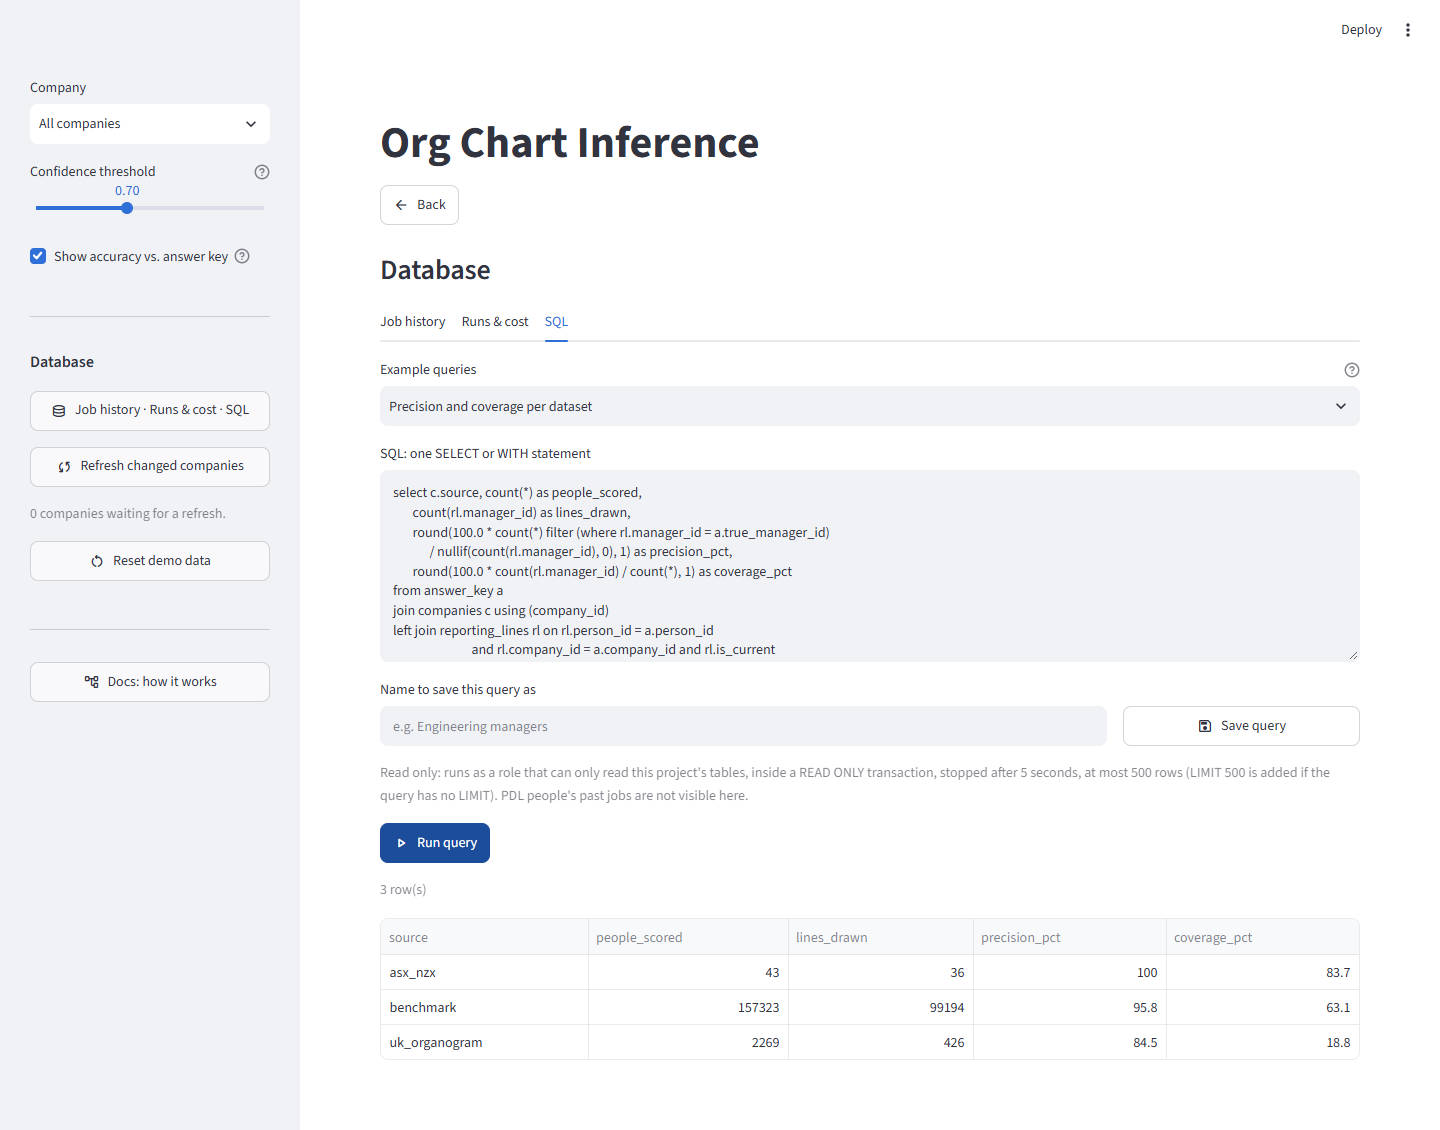 Deploy
Company
All companies
Confidence threshold
0.70
Show accuracy vs. answer key
Database
Job history · Runs & cost · SQL
Refresh changed companies
0 companies waiting for a refresh.
Reset demo data
Docs: how it works
Org Chart Inference
Back
Database
Job history Runs & cost SQL
Example queries
Precision and coverage per dataset
SQL: one SELECT or WITH statement
select c.source, count(*) as people_scored,
count(rl.manager_id) as lines_drawn,
round(100.0 * count(*) filter (where rl.manager_id = a.true_manager_id)
/ nullif(count(rl.manager_id), 0), 1) as precision_pct,
round(100.0 * count(rl.manager_id) / count(*), 1) as coverage_pct
from answer_key a
join companies c using (company_id)
left join reporting_lines rl on rl.person_id = a.person_id
and rl.company_id = a.company_id and rl.is_current
Name to save this query as
e.g. Engineering managers
Save query
Read only: runs as a role that can only read this project's tables, inside a READ ONLY transaction, stopped after 5 seconds, at most 500 rows (LIMIT 500 is added if the
query has no LIMIT). PDL people's past jobs are not visible here.
Run query
3 row(s)
source people_scored lines_drawn precision_pct coverage_pct
asx_nzx 43 36 100 83.7
benchmark 157323 99194 95.8 63.1
uk_organogram 2269 426 84.5 18.8